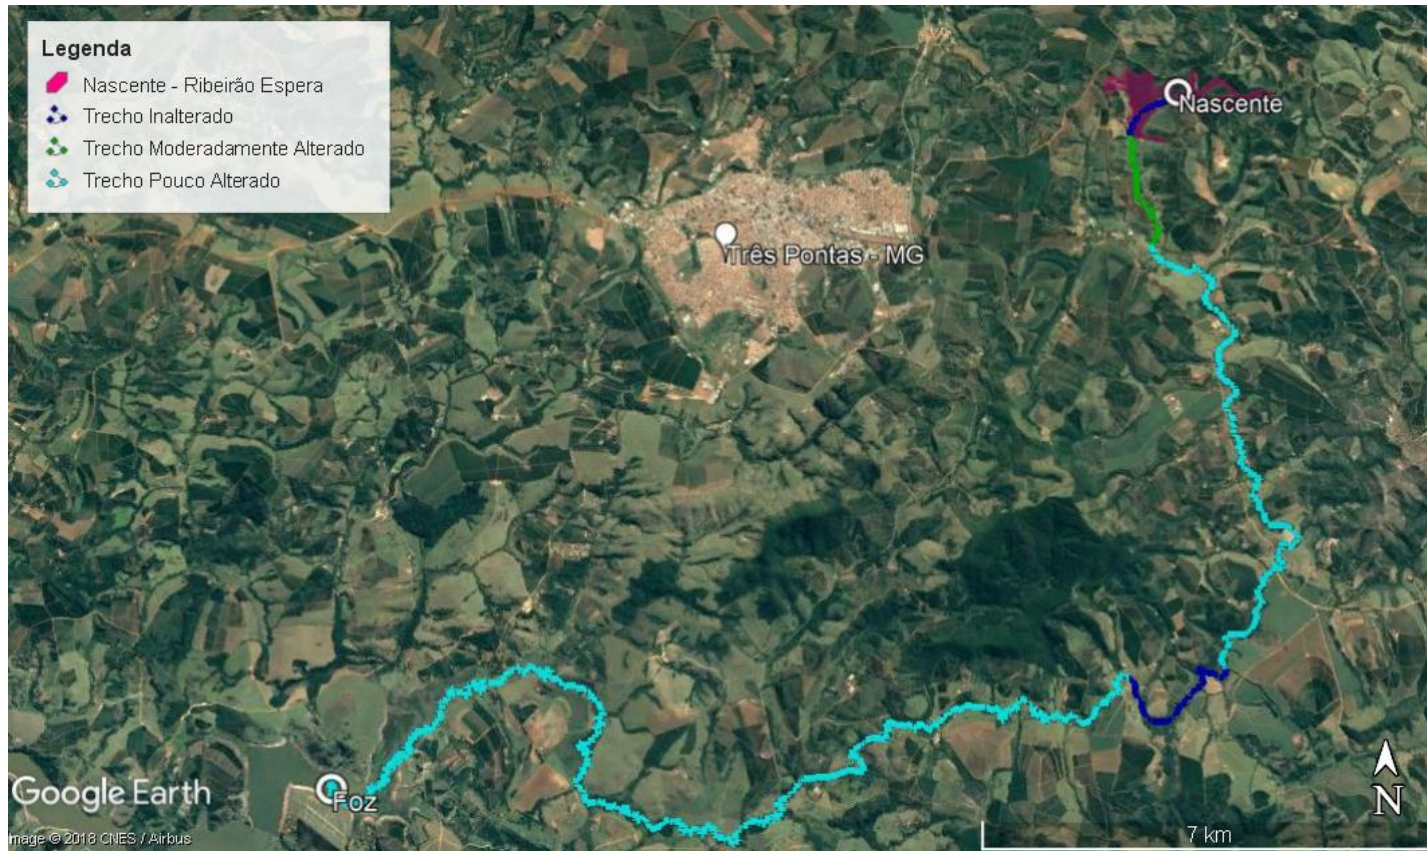 Legenda
Nascente - Ribeirão Espera
Trecho Inalterado
Trecho Moderadamente Alterado
Trecho Pouco Alterado
Nascente
Três Pontas - MG
Foz
Google Earth
N
7 km
mage © 2018 CNES / Airbus